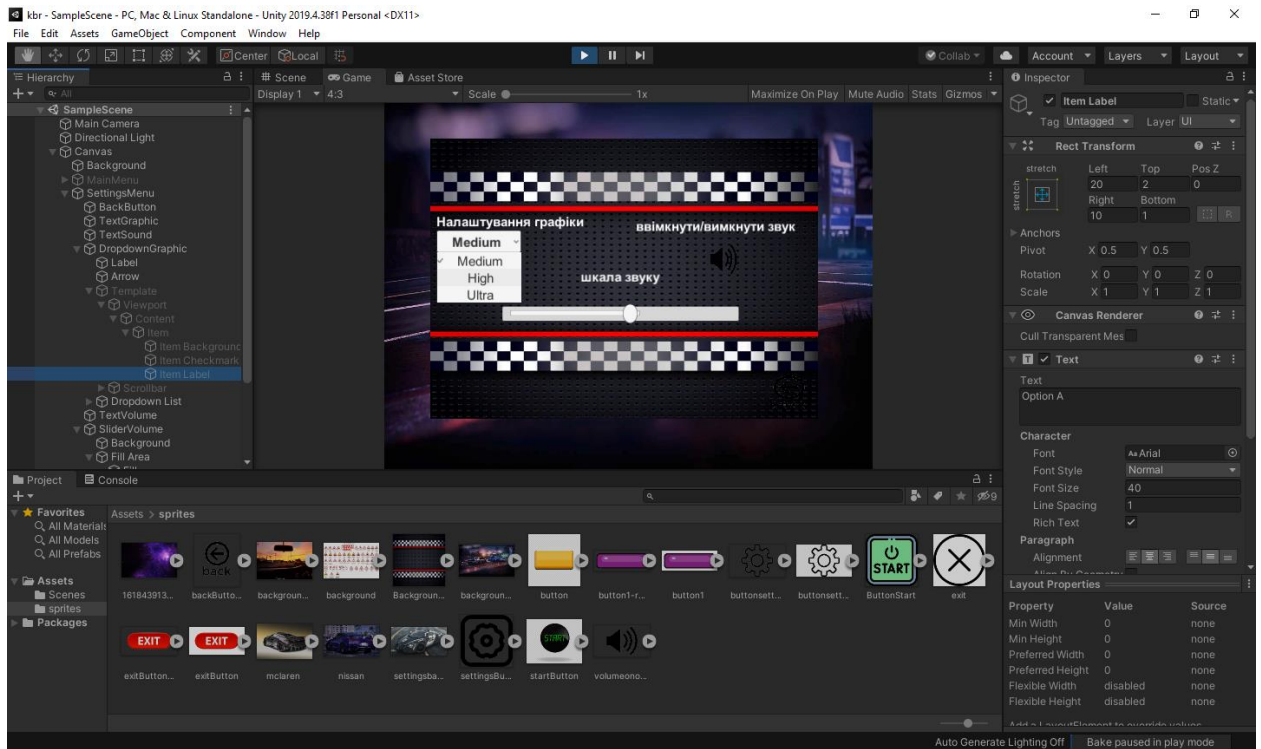 kbr - SampleScene - PC, Mac & Linux Standalone - Unity 2019.4.38f1 Personal <DX11>
File Edit Assets GameObject Component Window Help
Center Local Collab Account Layers Layout
Hierarchy
All
SampleScene
Main Camera
Directional Light
Canvas
Background
MainMenu
SettingsMenu
BackButton
TextGraphic
TextSound
DropdownGraphic
Label
Arrow
Template
Viewport
Content
Item
Item Background
Item Checkmark
Item Label
Scrollbar
Dropdown List
TextVolume
SliderVolume
Background
Fill Area
Scene Game Asset Store
Display 1 4:3 Scale 1x Maximize On Play Mute Audio Stats Gizmos
Налаштування графіки
ввімкнути/вимкнути звук
Medium
Medium
High
Ultra
шкала звуку
Inspector
Item Label Static
Tag Untagged Layer UI
Rect Transform
stretch Left Top Pos Z
stretch
20 2 0
Right Bottom
10 1 R
Anchors
Pivot X 0.5 Y 0.5
Rotation X 0 Y 0 Z 0
Scale X 1 Y 1 Z 1
Canvas Renderer
Cull Transparent Mes
Text
Text
Option A
Character
Font Arial
Font Style Normal
Font Size 40
Line Spacing 1
Rich Text
Paragraph
Alignment
Layout Properties
Property Value Source
Min Width 0 none
Min Height 0 none
Preferred Width 0 none
Preferred Height 0 none
Flexible Width disabled none
Flexible Height disabled none
Add a LayoutElement to override values
Project Console
9
Favorites
All Materials
All Models
All Prefabs
Assets
Scenes
sprites
Packages
Assets > sprites
back
START
161843913... backButto... backgroun... background Backgroun... backgroun... button button1-r... button1 buttonsett... buttonsett... ButtonStart exit
EXIT EXIT START
exitButton... exitButton mclaren nissan settingsba... settingsBu... startButton volumeono...
Auto Generate Lighting Off Bake paused in play mode